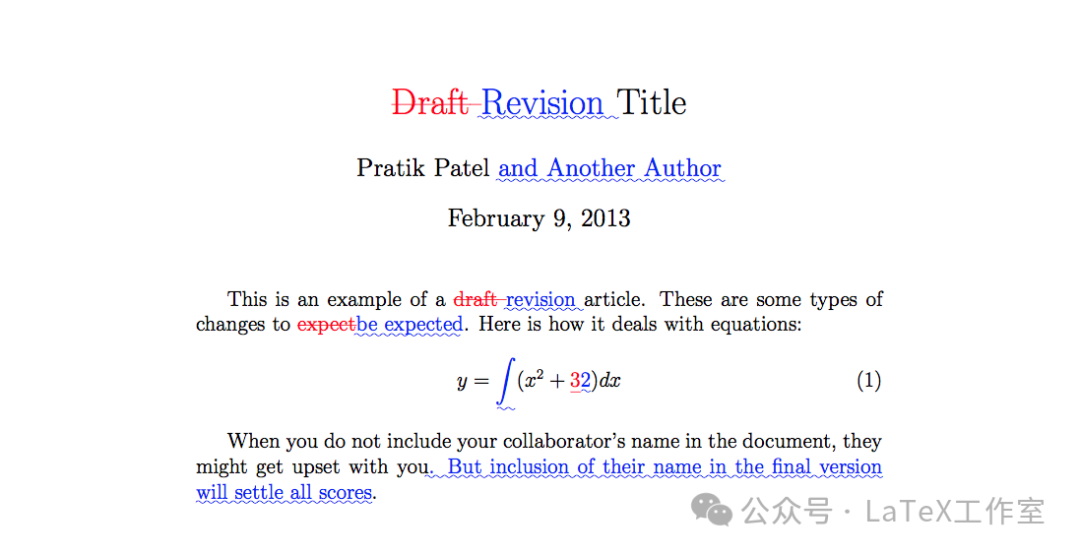 Draft Revision Title
Pratik Patel and Another Author
February 9, 2013
This is an example of a draft revision article. These are some types of
changes to expectbe expected. Here is how it deals with equations:
y = ∫(x² + 32)dx (1)
When you do not include your collaborator's name in the document, they
might get upset with you. But inclusion of their name in the final version
will settle all scores.
公众号 · LaTeX工作室